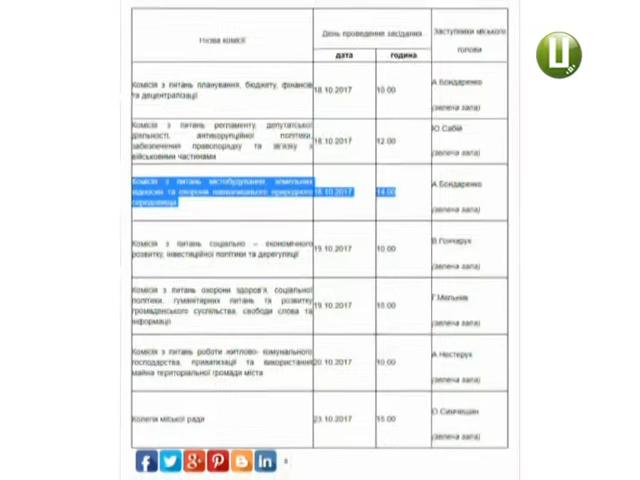 Назва комісії
День проведення засідання
Заступники міського
голови
дата
година
Комісія з питань планування, бюджету, фінансів
та децентралізації
18.10.2017
10.00
А.Бондаренко
(зелена зала)
Комісія з питань регламенту, депутатської
діяльності, антикорупційної політики,
забезпечення правопорядку та зв'язку з
військовими частинами
18.10.2017
12.00
Ю.Сабій
(зелена зала)
Комісія з питань містобудування, земельних
відносин та охорони навколишнього природного
середовища
18.10.2017
14.00
А.Бондаренко
(зелена зала)
Комісія з питань соціально – економічного
розвитку, інвестиційної політики та дерегуляції
19.10.2017
10.00
В.Гончарук
(зелена зала)
Комісія з питань охорони здоров'я, соціальної
політики, гуманітарних питань та розвитку
громадянського суспільства, свободи слова та
інформації
19.10.2017
Г.Мельник
(зелена зала)
Комісія з питань роботи житлово- комунального
господарства, приватизації та використання
майна територіальної громади міста
20.10.2017
10.00
А.Нестерук
(зелена зала)
Колегія міської ради
23.10.2017
15.00
О.Симчишин
(зелена зала)
Ц